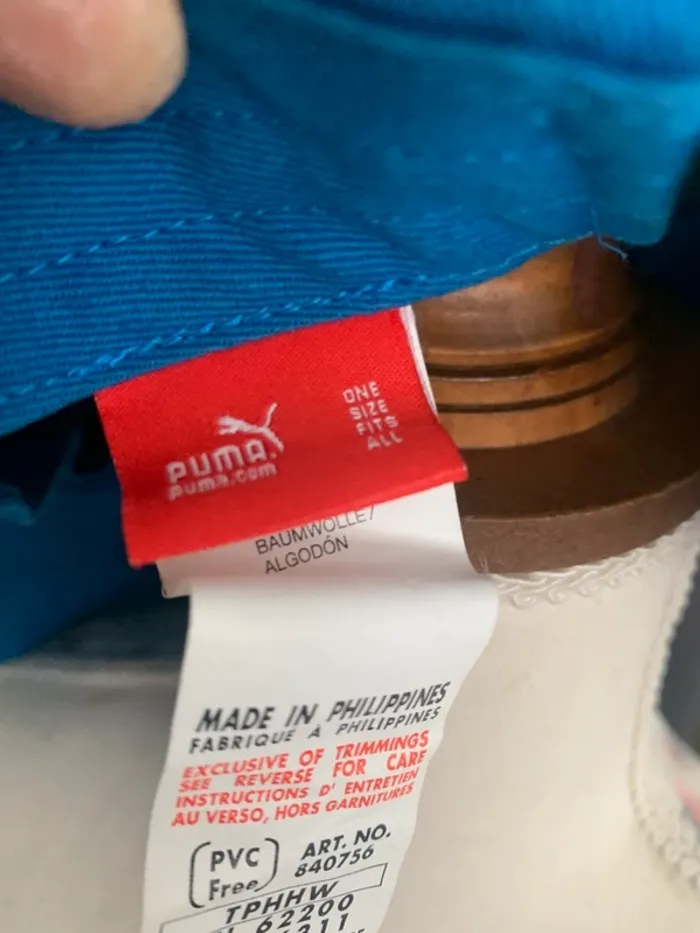 PUMA.
puma.com
ONE
SIZE
FITS
ALL
BAUMWOLLE/
ALGODÓN
MADE IN PHILIPPINES
FABRIQUE À PHILIPPINES
EXCLUSIVE OF TRIMMINGS
SEE REVERSE FOR CARE
INSTRUCTIONS D' ENTRETIEN
AU VERSO, HORS GARNITURES
PVC
Free
ART. NO.
840756
TPHHW
62200